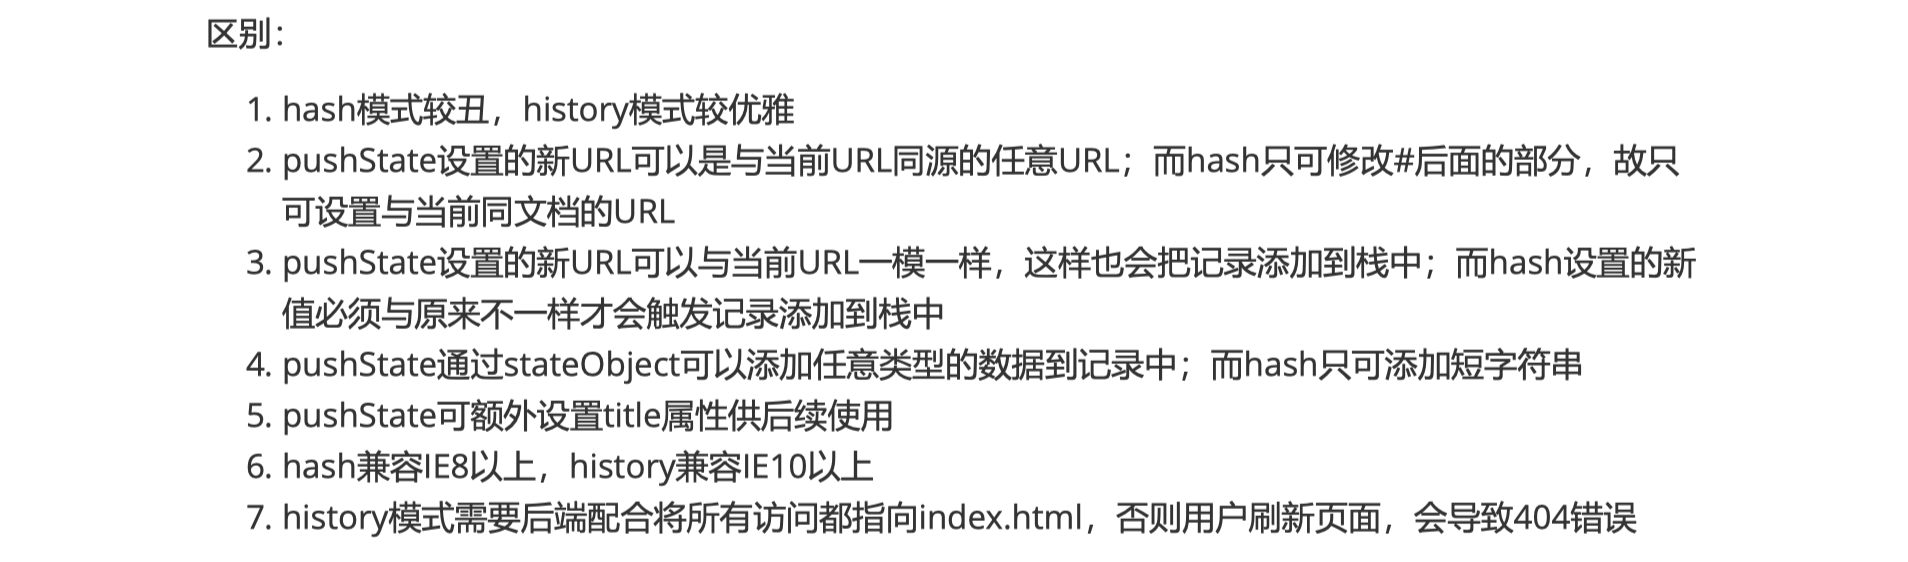 区别：
1. hash模式较丑，history模式较优雅
2. pushState设置的新URL可以是与当前URL同源的任意URL；而hash只可修改#后面的部分，故只
可设置与当前同文档的URL
3. pushState设置的新URL可以与当前URL一模一样，这样也会把记录添加到栈中；而hash设置的新
值必须与原来不一样才会触发记录添加到栈中
4. pushState通过stateObject可以添加任意类型的数据到记录中；而hash只可添加短字符串
5. pushState可额外设置title属性供后续使用
6. hash兼容IE8以上，history兼容IE10以上
7. history模式需要后端配合将所有访问都指向index.html，否则用户刷新页面，会导致404错误